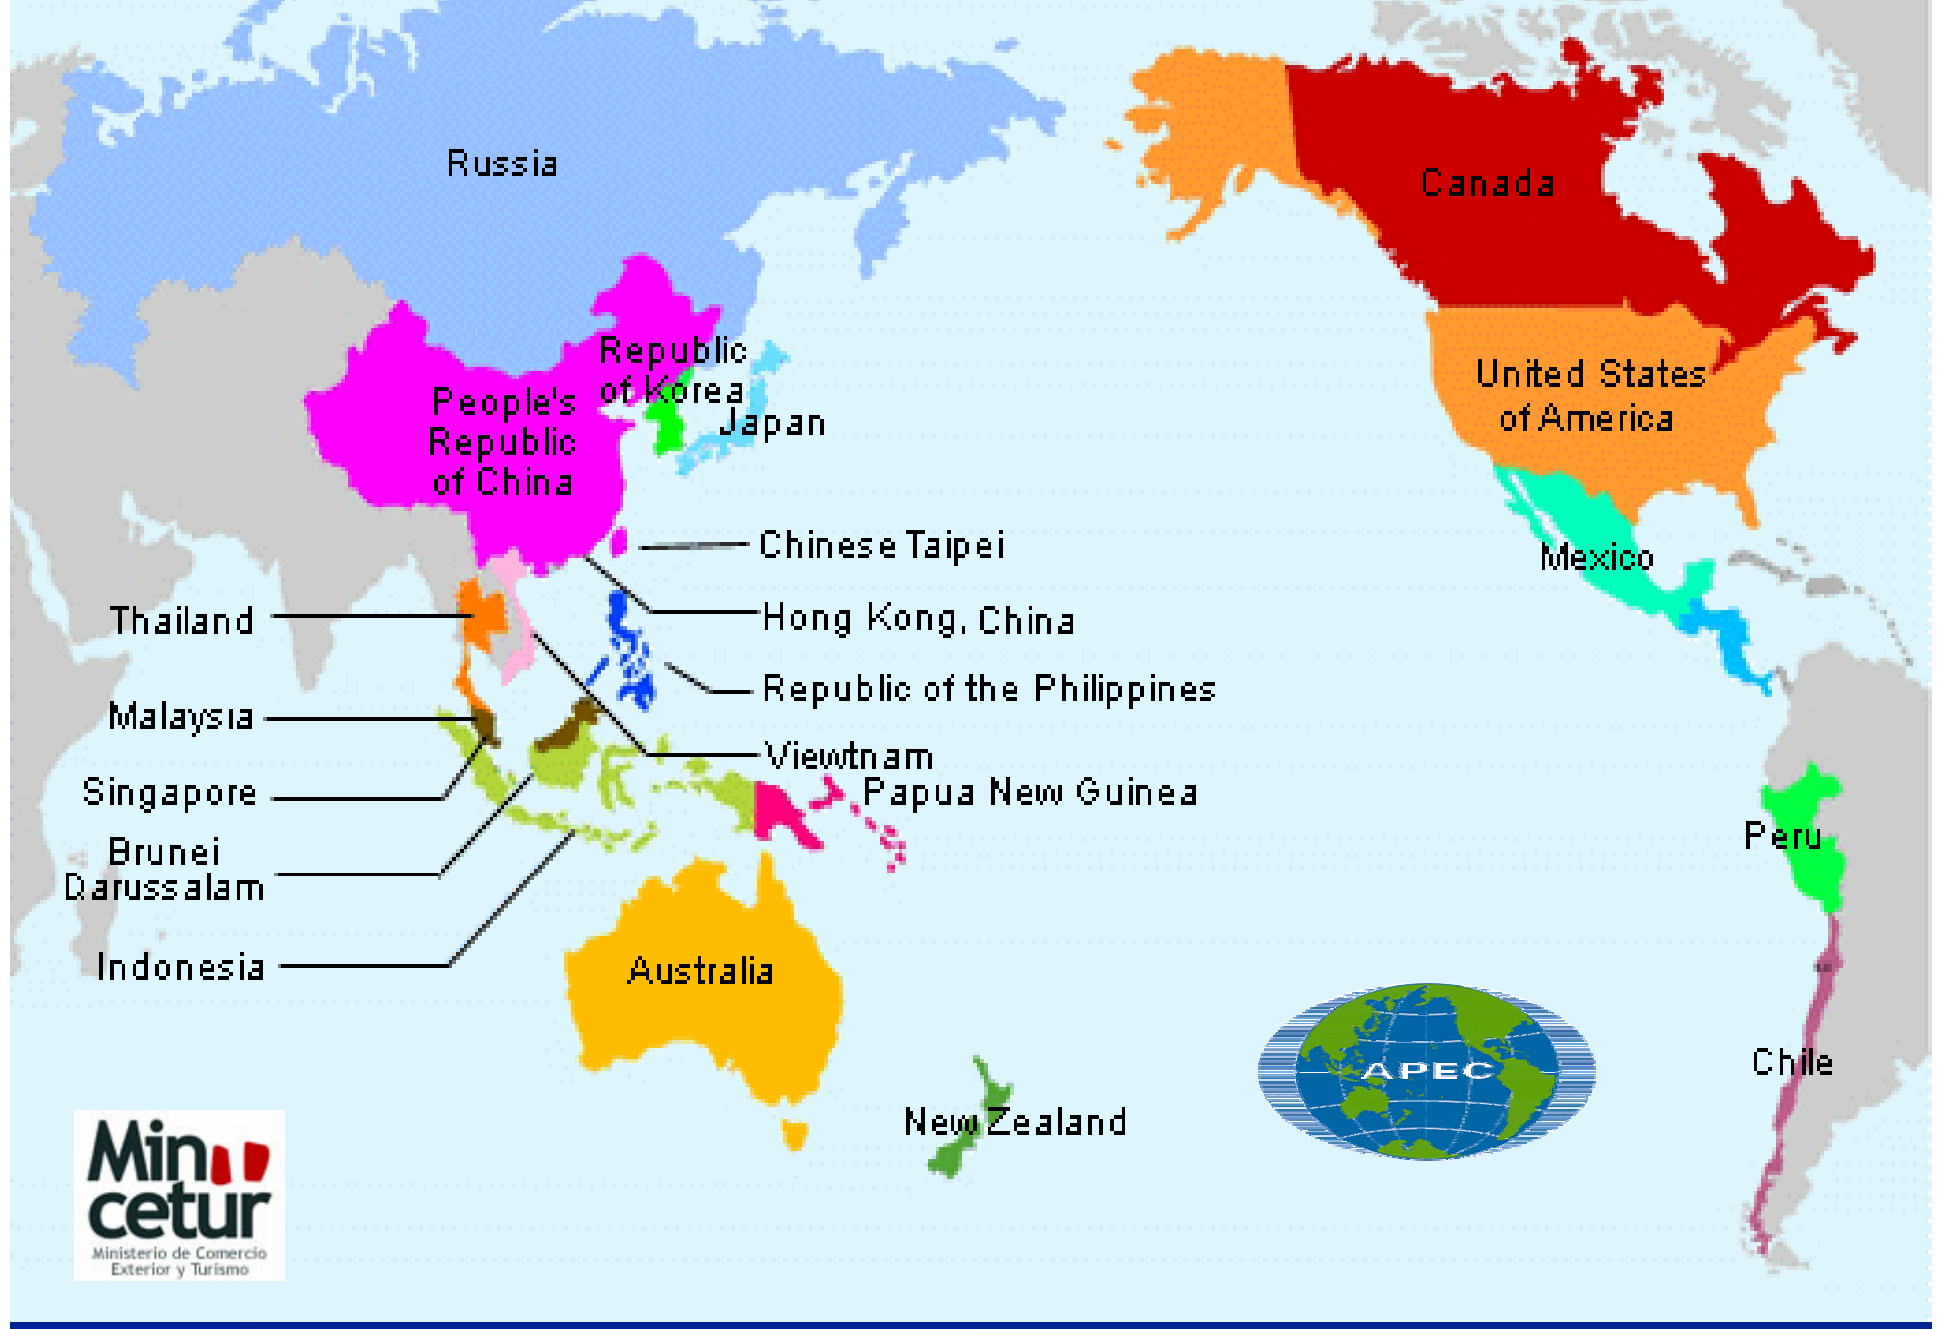 Russia
Canada
Republic
of Korea
People's
Republic
of China
Japan
United States
of America
Mexico
Chinese Taipei
Hong Kong, China
Thailand
Republic of the Philippines
Malaysia
Viewtnam
Singapore
Papua New Guinea
Peru
Brunei
Darussalam
Indonesia
Australia
Chile
APEC
New Zealand
Min
cetur
Ministerio de Comercio
Exterior y Turismo